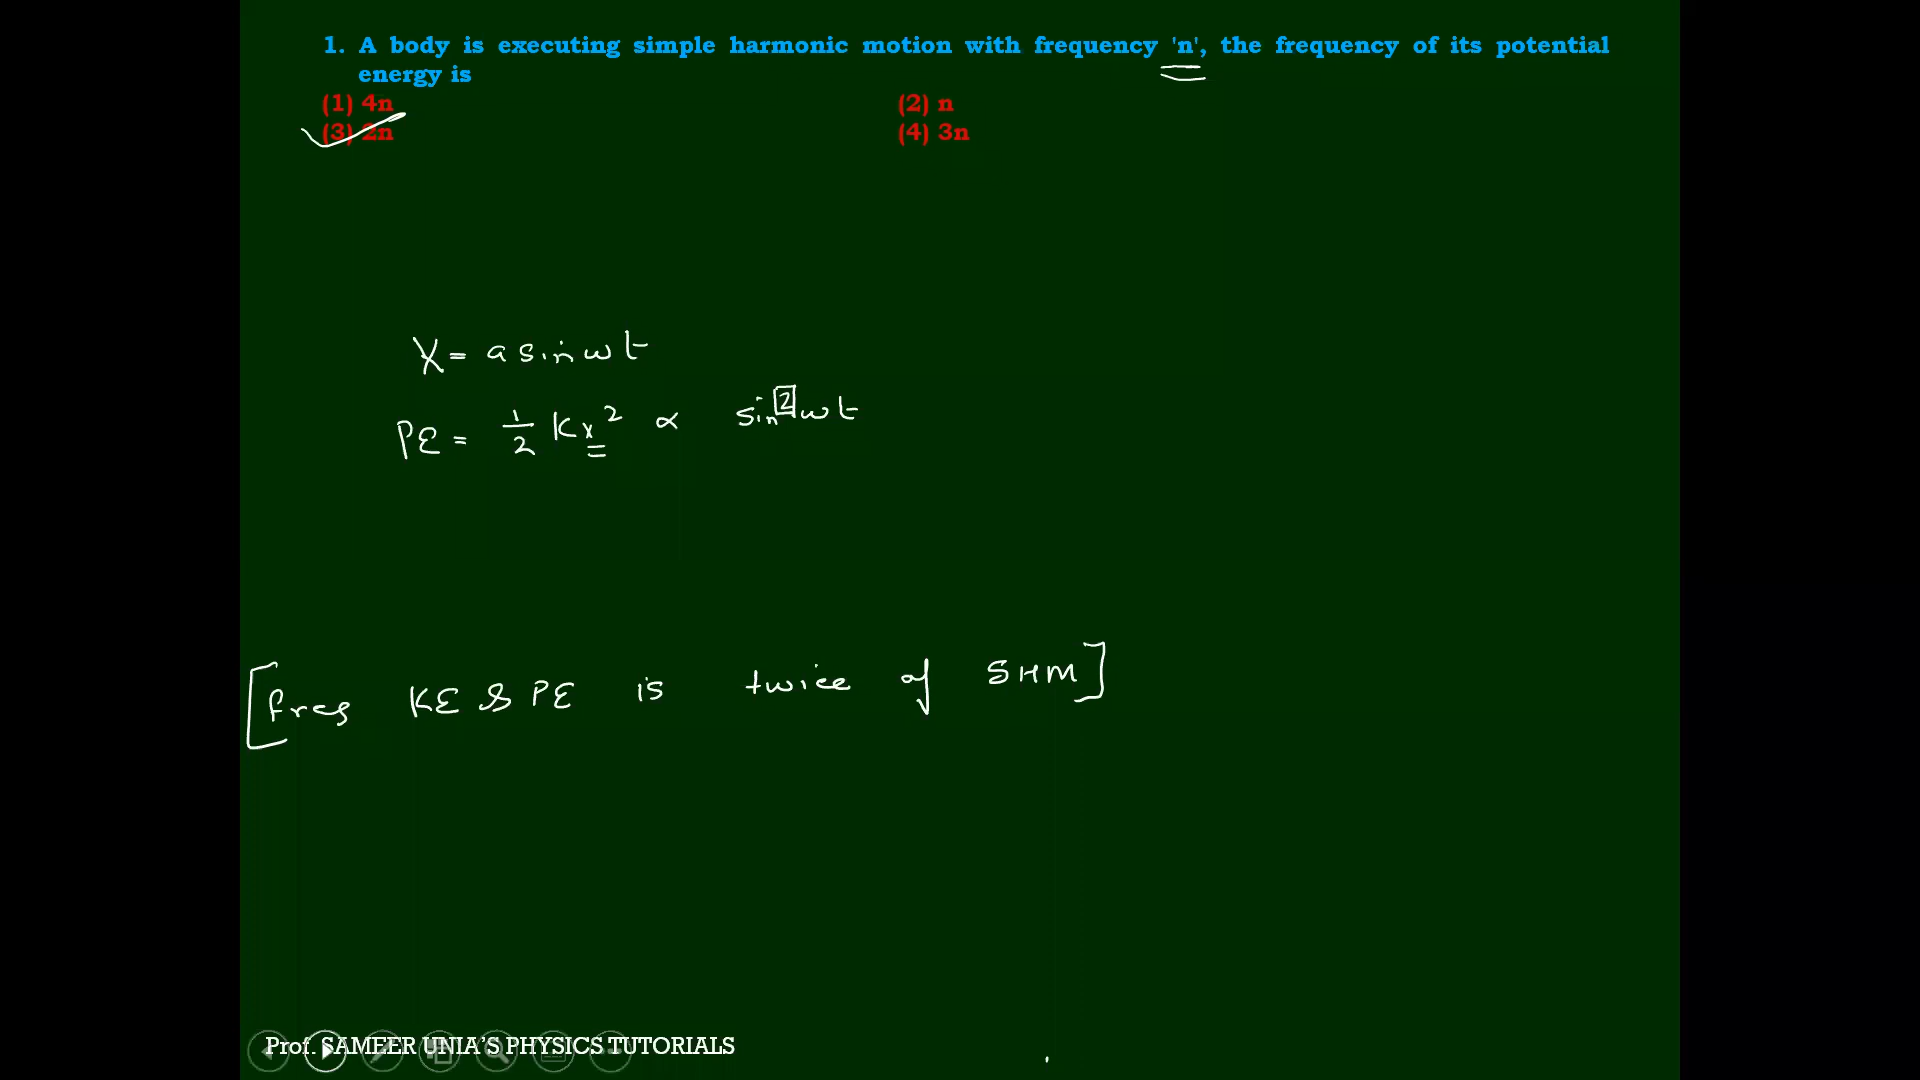 1. A body is executing simple harmonic motion with frequency 'n', the frequency of its potential
energy is
(1) 4n (2) n
(3) 2n (4) 3n
X = a sin ωt
PE = 1/2 Kx² ∝ sin²ωt
[freq KE & PE is twice of SHM]
Prof. SAMEER UNIA'S PHYSICS TUTORIALS